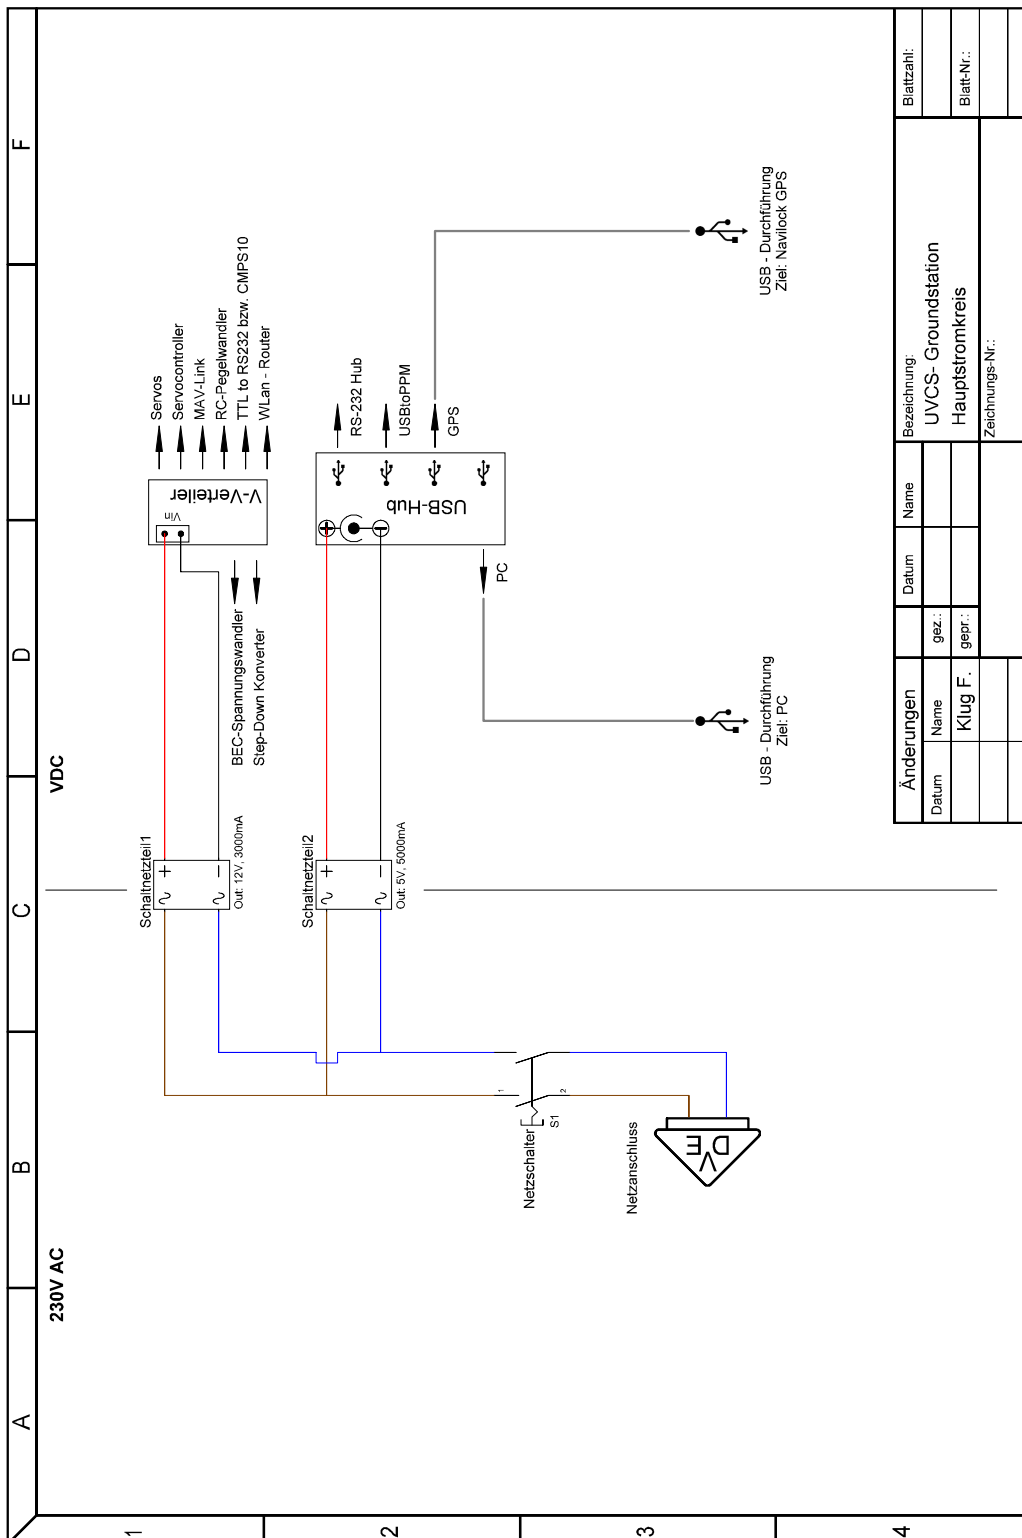 A
B
C
D
E
F
1
2
3
4
230V AC
VDC
Schaltnetzteil1
Out: 12V, 3000mA
Vin
V-Verteiler
Servos
Servocontroller
MAV-Link
RC-Pegelwandler
TTL to RS232 bzw. CMPS10
WLan - Router
BEC-Spannungswandler
Step-Down Konverter
Schaltnetzteil2
Out: 5V, 5000mA
USB-Hub
RS-232 Hub
USBtoPPM
GPS
PC
Netzschalter
S1
1
2
Netzanschluss
VDE
USB - Durchführung
Ziel: PC
USB - Durchführung
Ziel: Navilock GPS
Änderungen
Datum
Name
Klug F.
Datum
Name
gez.:
gepr.:
Bezeichnung:
UVCS- Groundstation
Hauptstromkreis
Zeichnungs-Nr.:
Blattzahl:
Blatt-Nr.: